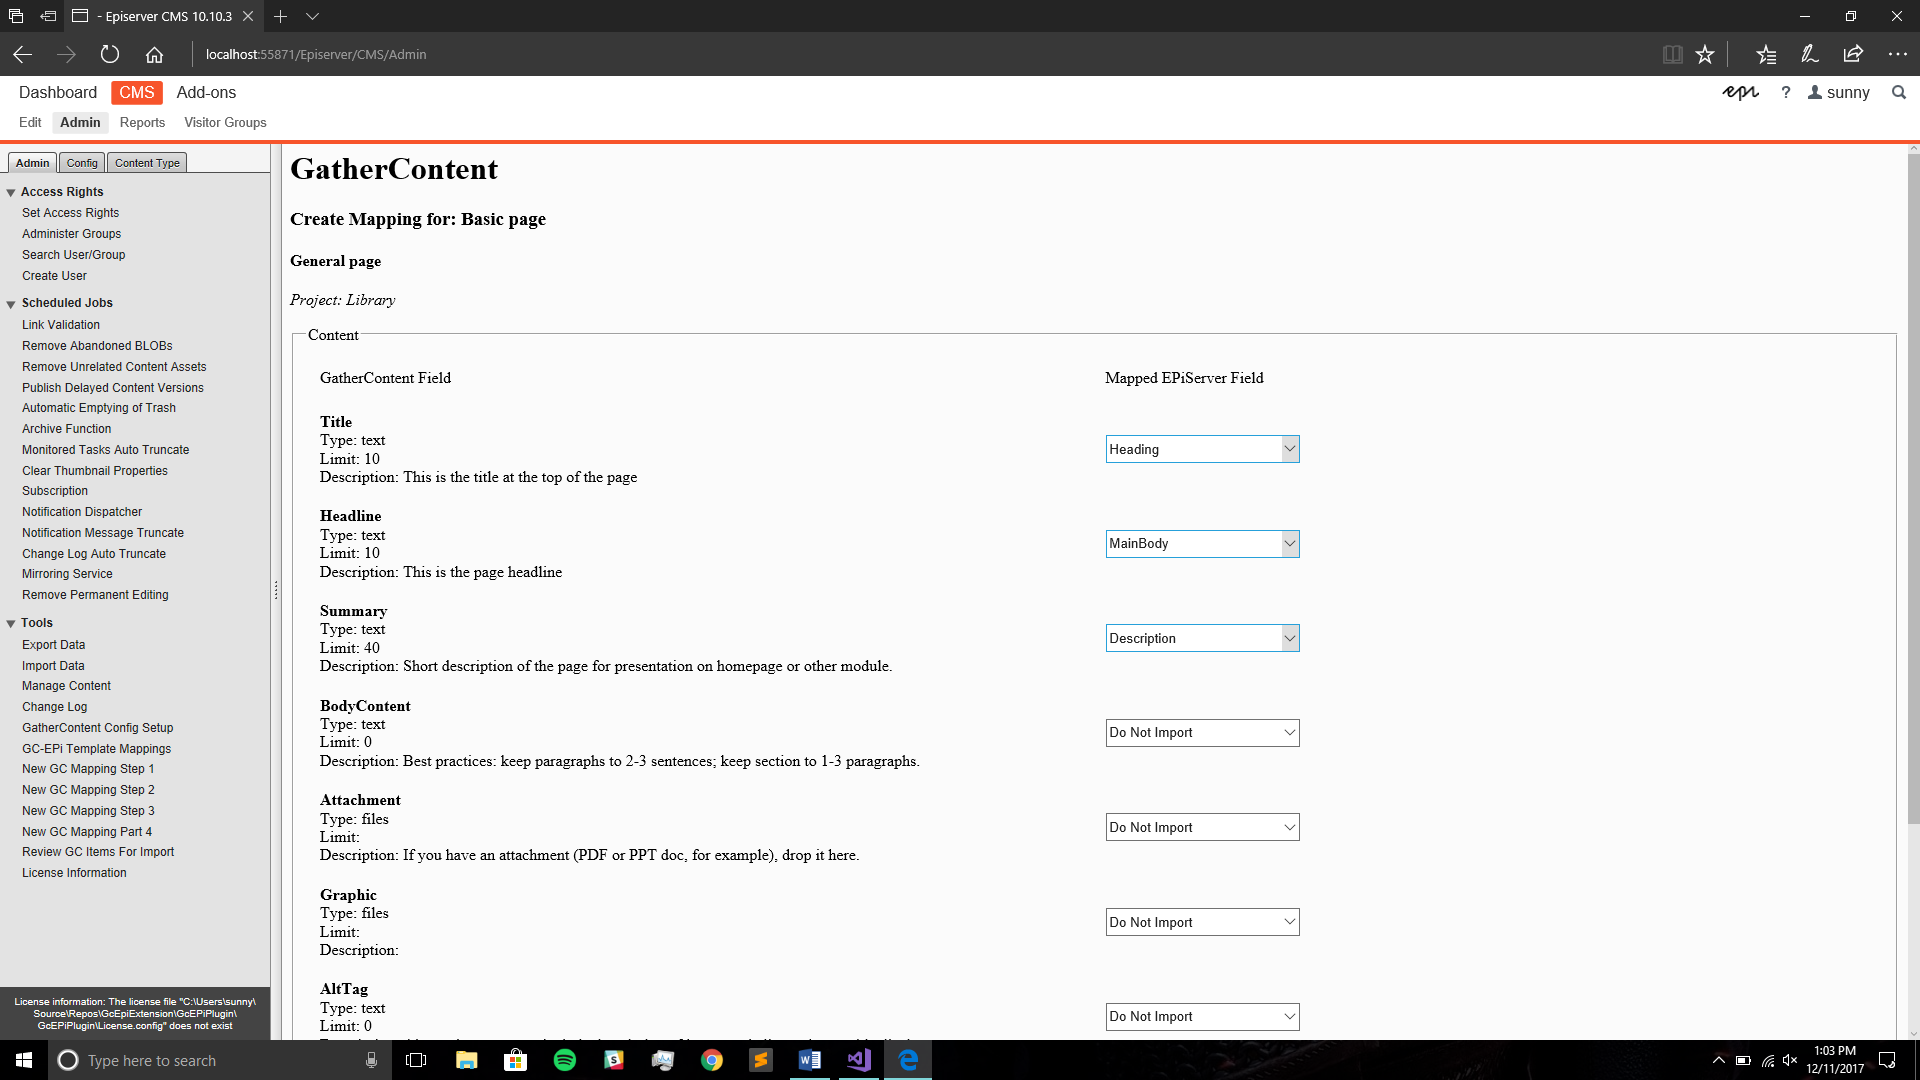 - Episerver CMS 10.10.3
localhost:55871/Episerver/CMS/Admin
Dashboard CMS Add-ons
epi ? sunny
Edit Admin Reports Visitor Groups
Admin Config Content Type
Access Rights
Set Access Rights
Administer Groups
Search User/Group
Create User
Scheduled Jobs
Link Validation
Remove Abandoned BLOBs
Remove Unrelated Content Assets
Publish Delayed Content Versions
Automatic Emptying of Trash
Archive Function
Monitored Tasks Auto Truncate
Clear Thumbnail Properties
Subscription
Notification Dispatcher
Notification Message Truncate
Change Log Auto Truncate
Mirroring Service
Remove Permanent Editing
Tools
Export Data
Import Data
Manage Content
Change Log
GatherContent Config Setup
GC-EPi Template Mappings
New GC Mapping Step 1
New GC Mapping Step 2
New GC Mapping Step 3
New GC Mapping Part 4
Review GC Items For Import
License Information
License information: The license file "C:\Users\sunny\
Source\Repos\GcEpiExtension\GcEPiPlugin\
GcEPiPlugin\License.config" does not exist
GatherContent
Create Mapping for: Basic page
General page
Project: Library
Content
GatherContent Field Mapped EPiServer Field
Title
Type: text
Limit: 10
Description: This is the title at the top of the page
Heading
Headline
Type: text
Limit: 10
Description: This is the page headline
MainBody
Summary
Type: text
Limit: 40
Description: Short description of the page for presentation on homepage or other module.
Description
BodyContent
Type: text
Limit: 0
Description: Best practices: keep paragraphs to 2-3 sentences; keep section to 1-3 paragraphs.
Do Not Import
Attachment
Type: files
Limit:
Description: If you have an attachment (PDF or PPT doc, for example), drop it here.
Do Not Import
Graphic
Type: files
Limit:
Description:
Do Not Import
AltTag
Type: text
Limit: 0
Do Not Import
Type here to search
1:03 PM
12/11/2017